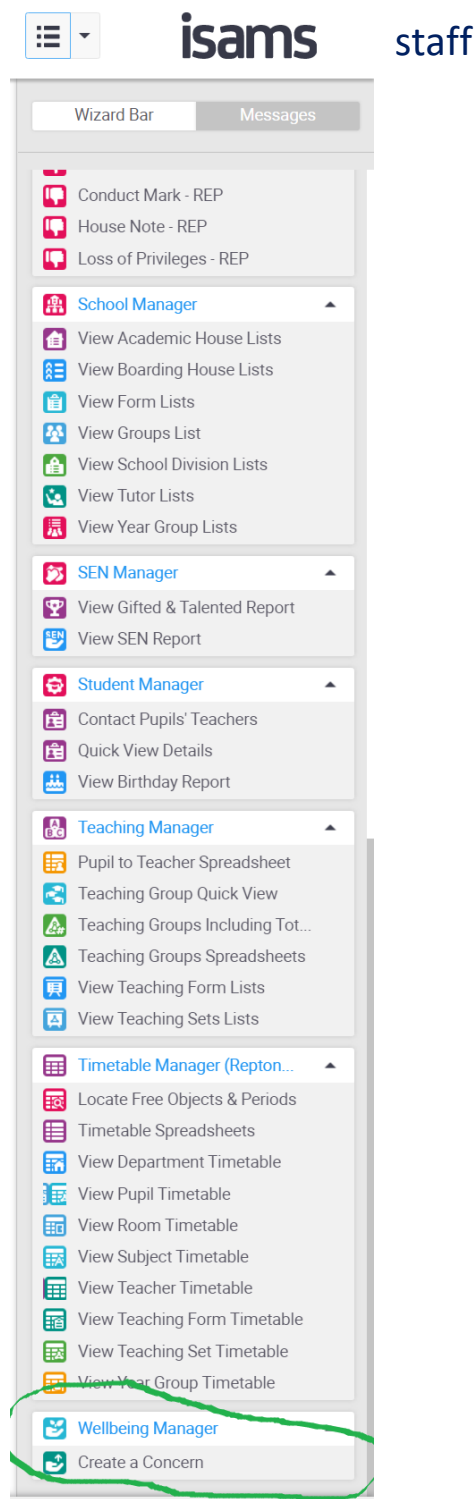 isams staff
Wizard Bar Messages
Conduct Mark - REP
House Note - REP
Loss of Privileges - REP
School Manager
View Academic House Lists
View Boarding House Lists
View Form Lists
View Groups List
View School Division Lists
View Tutor Lists
View Year Group Lists
SEN Manager
View Gifted & Talented Report
SEN View SEN Report
Student Manager
Contact Pupils' Teachers
Quick View Details
View Birthday Report
Teaching Manager
Pupil to Teacher Spreadsheet
Teaching Group Quick View
Teaching Groups Including Tot...
Teaching Groups Spreadsheets
View Teaching Form Lists
View Teaching Sets Lists
Timetable Manager (Repton...
Locate Free Objects & Periods
Timetable Spreadsheets
View Department Timetable
View Pupil Timetable
View Room Timetable
View Subject Timetable
View Teacher Timetable
View Teaching Form Timetable
View Teaching Set Timetable
View Year Group Timetable
Wellbeing Manager
Create a Concern